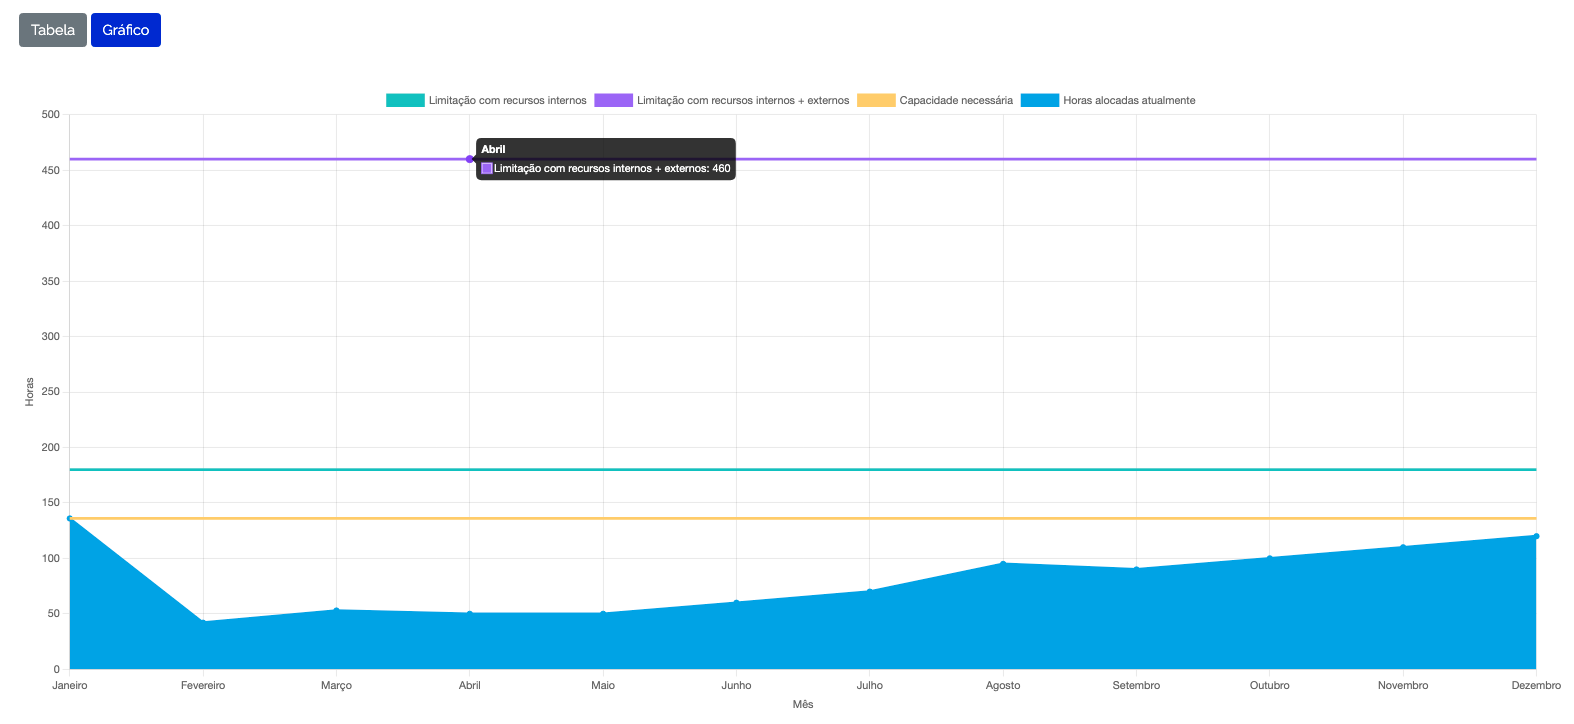 Tabela Gráfico
Limitação com recursos internos Limitação com recursos internos + externos Capacidade necessária Horas alocadas atualmente
500
Abril
Limitação com recursos internos + externos: 460
450
400
350
300
250
Horas
200
150
100
50
0
Janeiro Fevereiro Março Abril Maio Junho Julho Agosto Setembro Outubro Novembro Dezembro
Mês